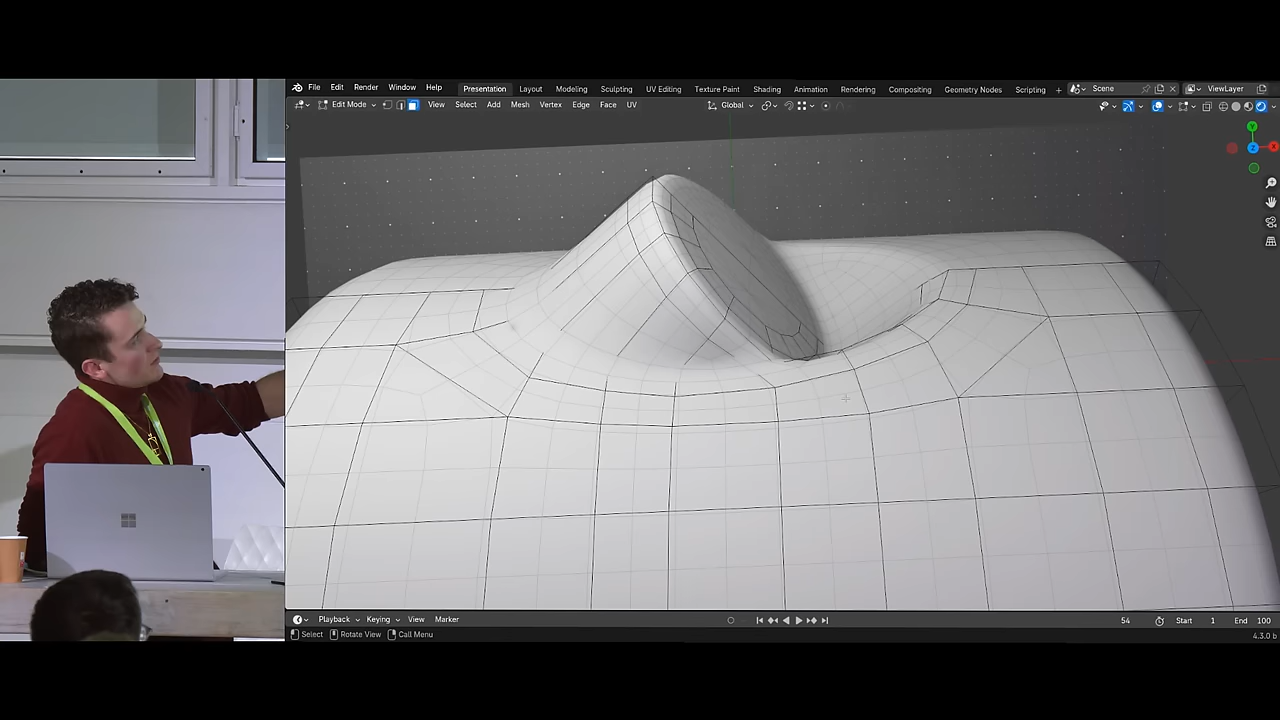 File Edit Render Window Help Presentation Layout Modeling Sculpting UV Editing Texture Paint Shading Animation Rendering Compositing Geometry Nodes Scripting + Scene ViewLayer
Edit Mode View Select Add Mesh Vertex Edge Face UV Global
Y
Z X
Playback Keying View Marker 54 Start 1 End 100
Select Rotate View Call Menu 4.3.0 b